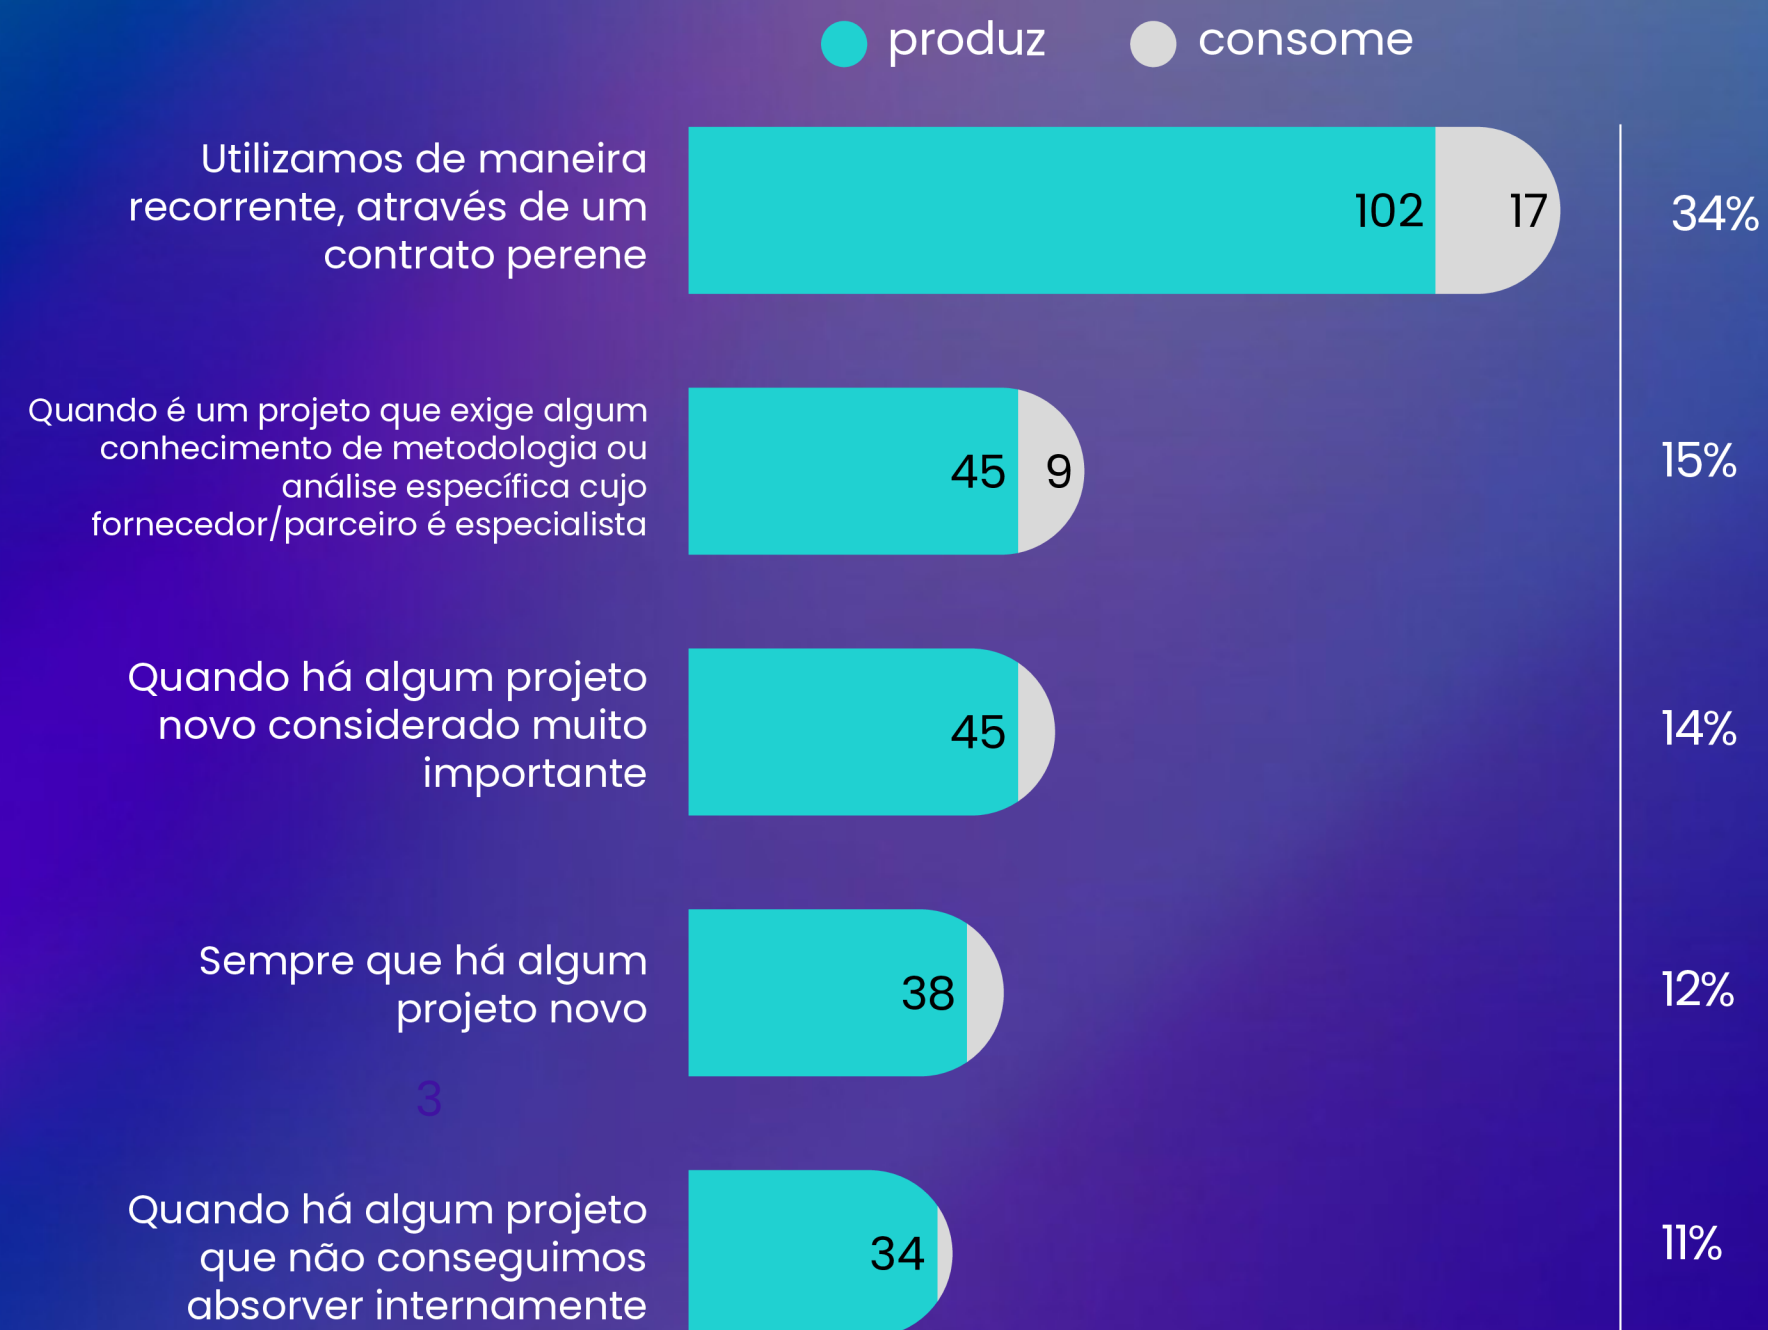 produz
consome
Utilizamos de maneira
recorrente, através de um
contrato perene
102
17
34%
Quando é um projeto que exige algum
conhecimento de metodologia ou
análise específica cujo
fornecedor/parceiro é especialista
45
9
15%
Quando há algum projeto
novo considerado muito
importante
45
14%
Sempre que há algum
projeto novo
38
12%
3
Quando há algum projeto
que não conseguimos
absorver internamente
34
11%